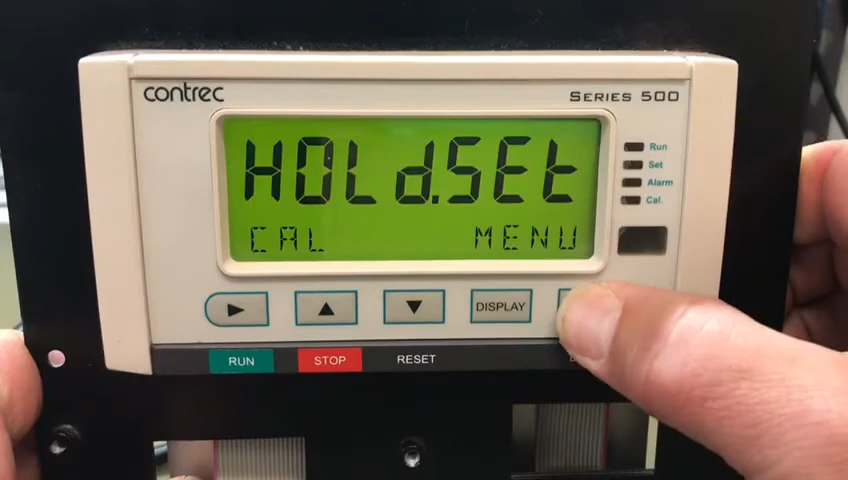 contrec SERIES 500
HOLd.SEt
CAL MENU
Run
Set
Alarm
Cal.
DISPLAY
RUN STOP RESET